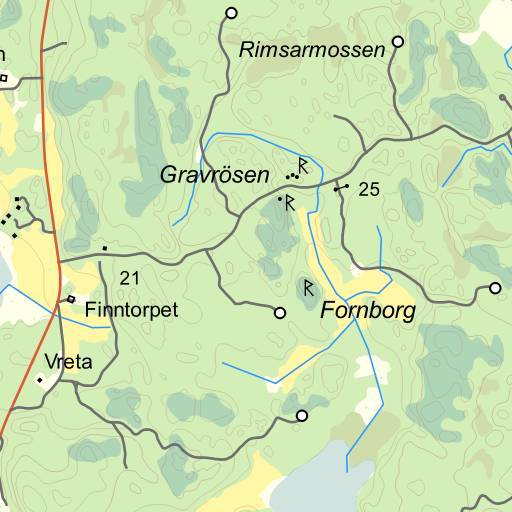 Rimsarmossen
n
Gravrösen
25
21
Finntorpet
Fornborg
Vreta